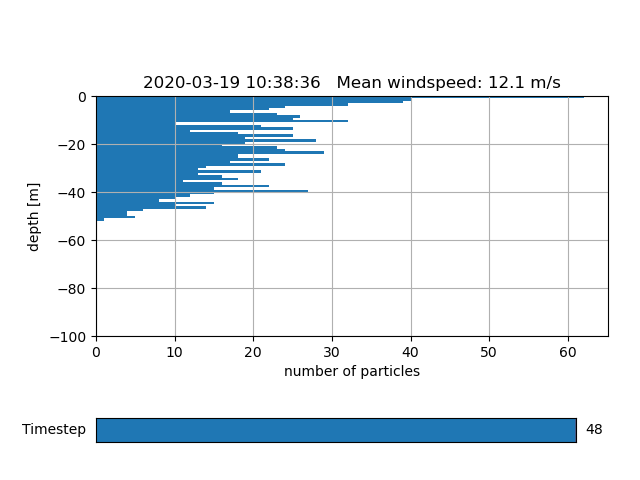 2020-03-19 10:38:36   Mean windspeed: 12.1 m/s
0
−20
−40
−60
−80
−100
depth [m]
0 10 20 30 40 50 60
number of particles
Timestep 48